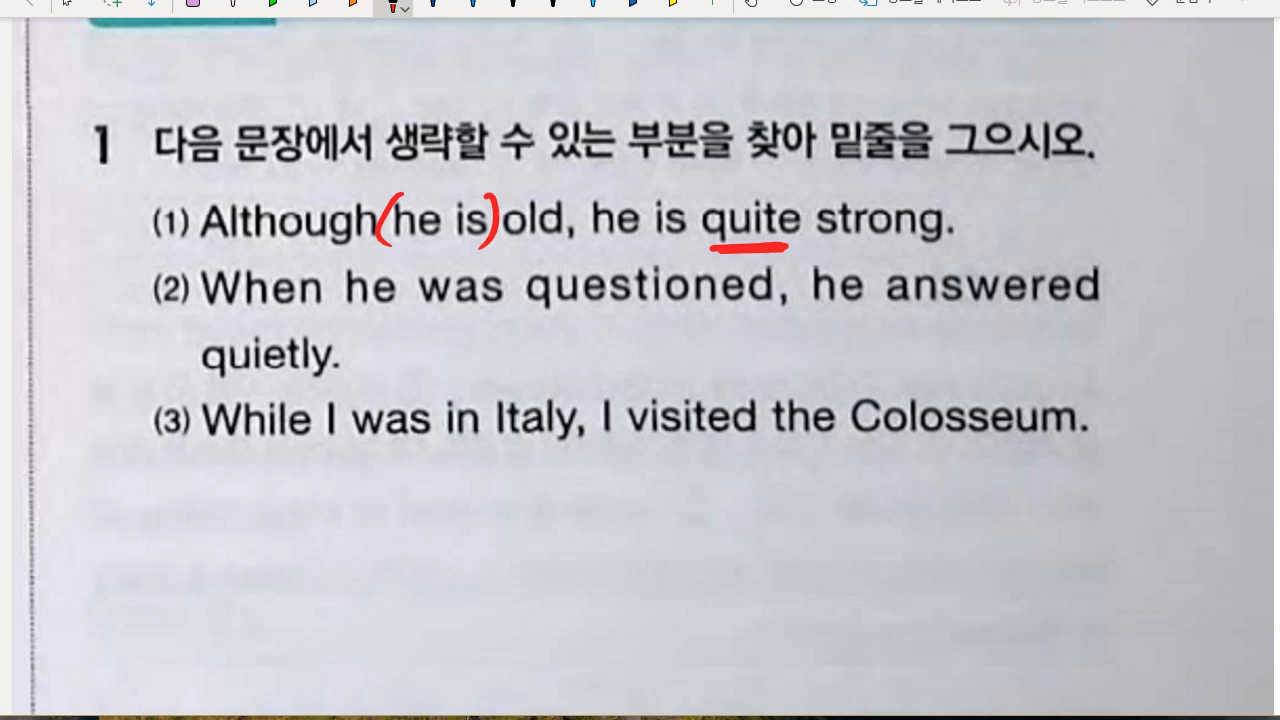 1 다음 문장에서 생략할 수 있는 부분을 찾아 밑줄을 그으시오.
(1) Although (he is) old, he is quite strong.
(2) When he was questioned, he answered
quietly.
(3) While I was in Italy, I visited the Colosseum.